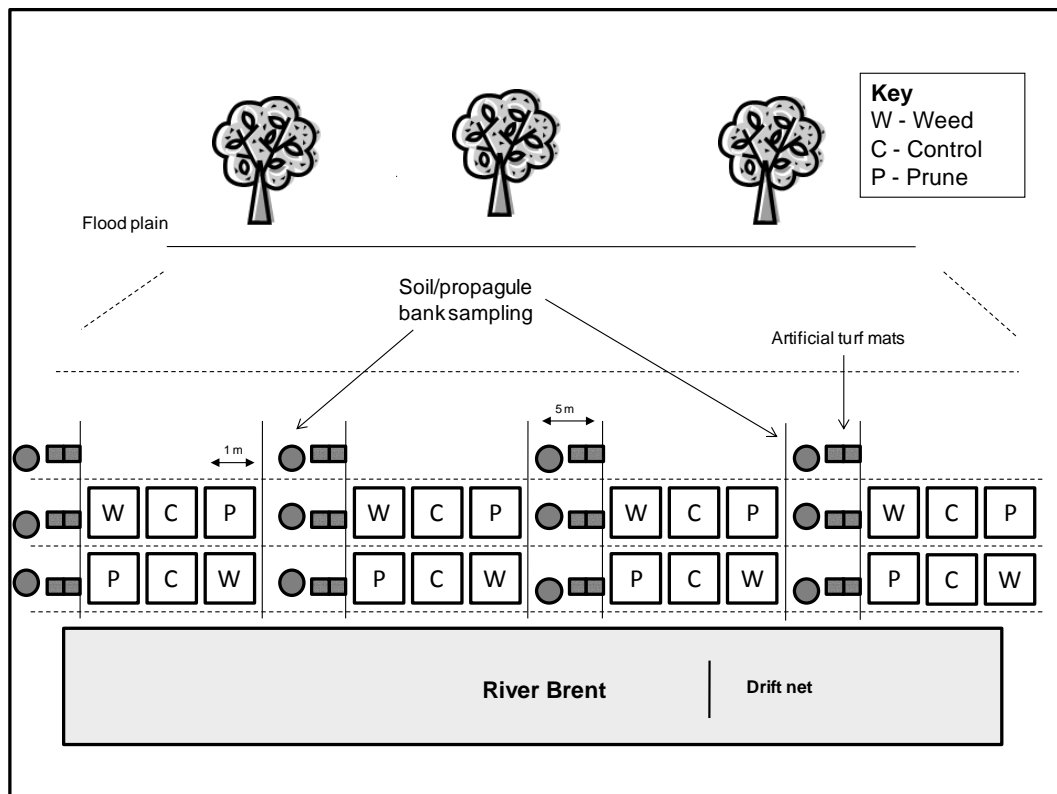 Key
W - Weed
C - Control
P - Prune
Flood plain
Soil/propagule
bank sampling
Artificial turf mats
5 m
1 m
W C P W C P W C P W C P
P C W P C W P C W P C W
River Brent
Drift net